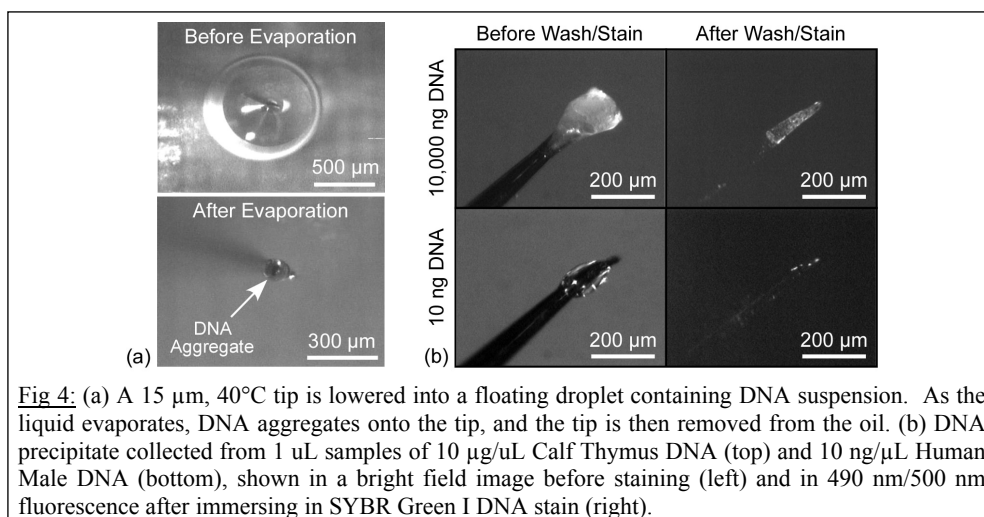 Before Evaporation
500 µm
After Evaporation
DNA
Aggregate
300 µm
(a)
Before Wash/Stain
After Wash/Stain
10,000 ng DNA
200 µm
200 µm
10 ng DNA
200 µm
200 µm
(b)
Fig 4: (a) A 15 µm, 40°C tip is lowered into a floating droplet containing DNA suspension. As the
liquid evaporates, DNA aggregates onto the tip, and the tip is then removed from the oil. (b) DNA
precipitate collected from 1 uL samples of 10 µg/uL Calf Thymus DNA (top) and 10 ng/µL Human
Male DNA (bottom), shown in a bright field image before staining (left) and in 490 nm/500 nm
fluorescence after immersing in SYBR Green I DNA stain (right).